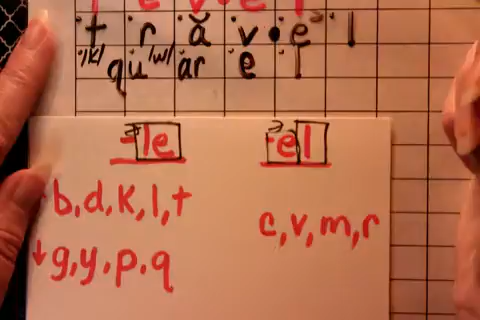 t r ă v • e l
/k/ qu /w/ ar e l
-le -el
b, d, k, l, t
c, v, m, r
↓ g, y, p, q